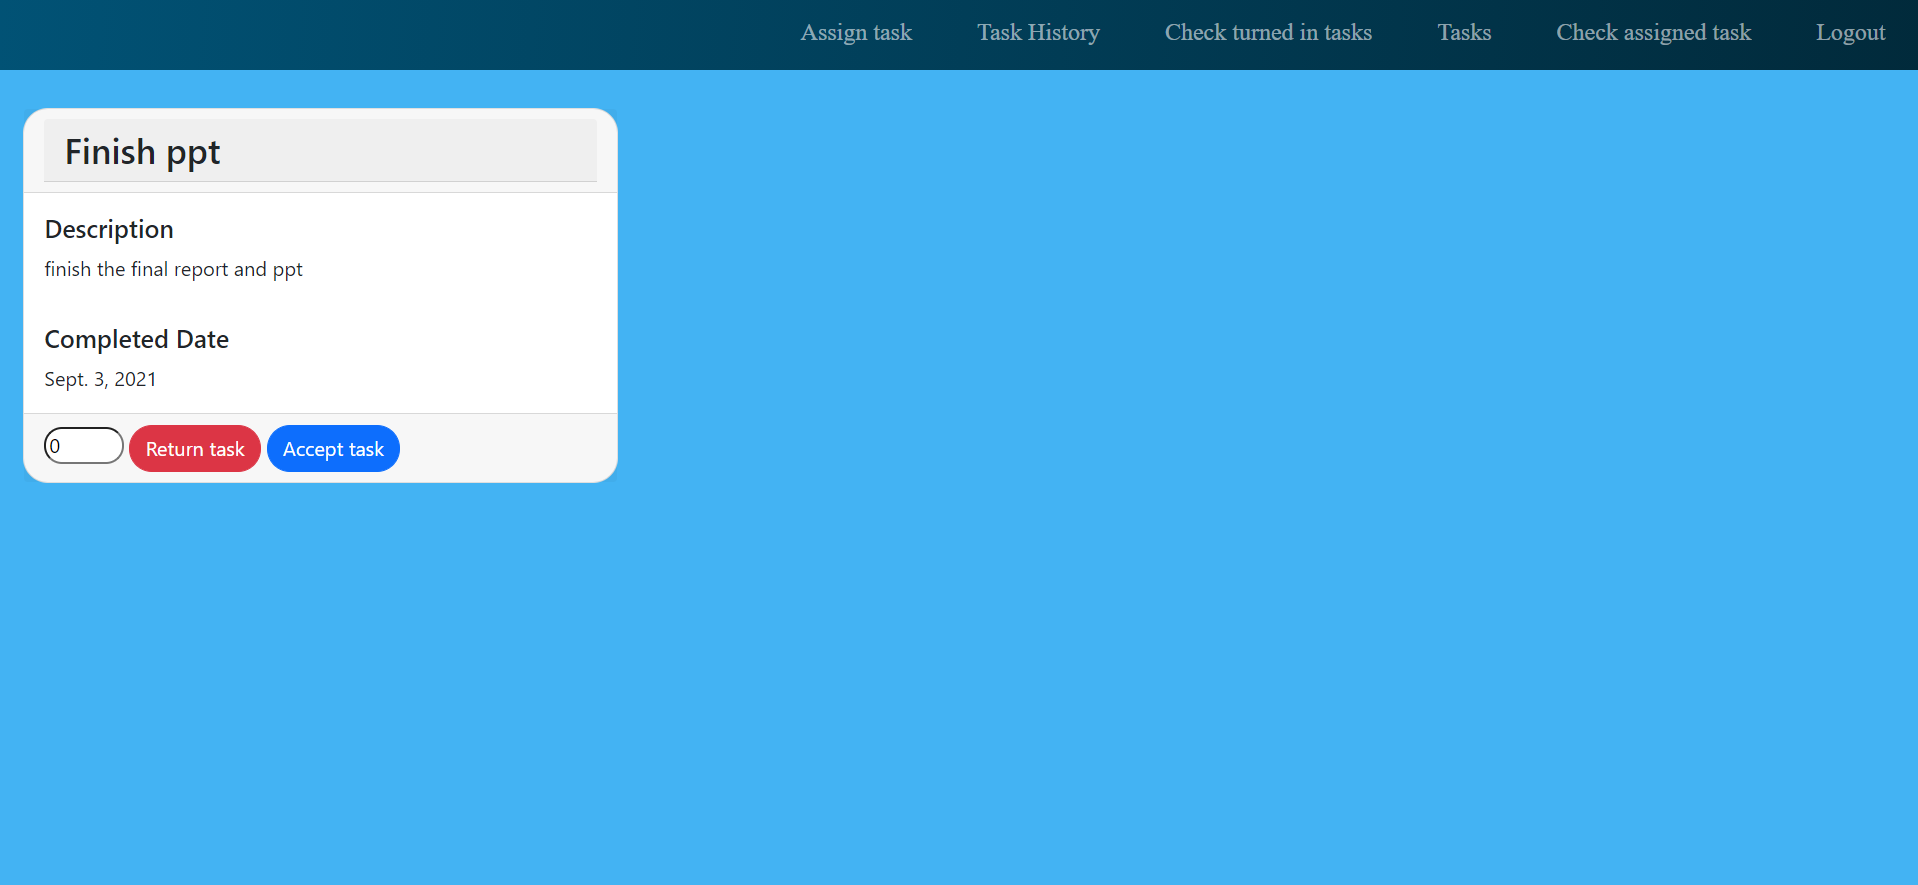 Assign task Task History Check turned in tasks Tasks Check assigned task Logout
Finish ppt
Description
finish the final report and ppt
Completed Date
Sept. 3, 2021
0 Return task Accept task